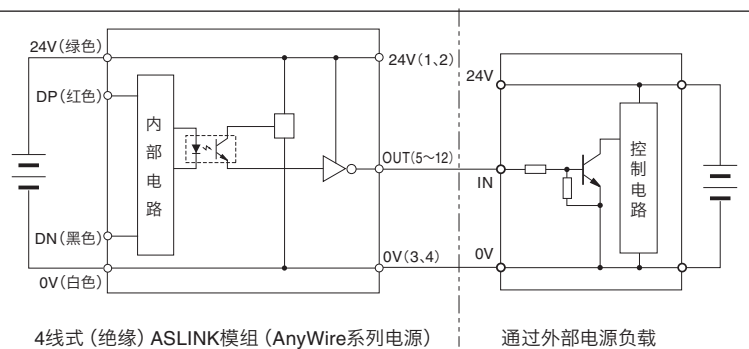 24V(绿色)
24V(1、2)
24V
DP(红色)
内部电路
OUT(5～12)
IN
控制电路
DN(黑色)
0V(3、4)
0V
0V(白色)
4线式(绝缘)ASLINK模组(AnyWire系列电源)
通过外部电源负载